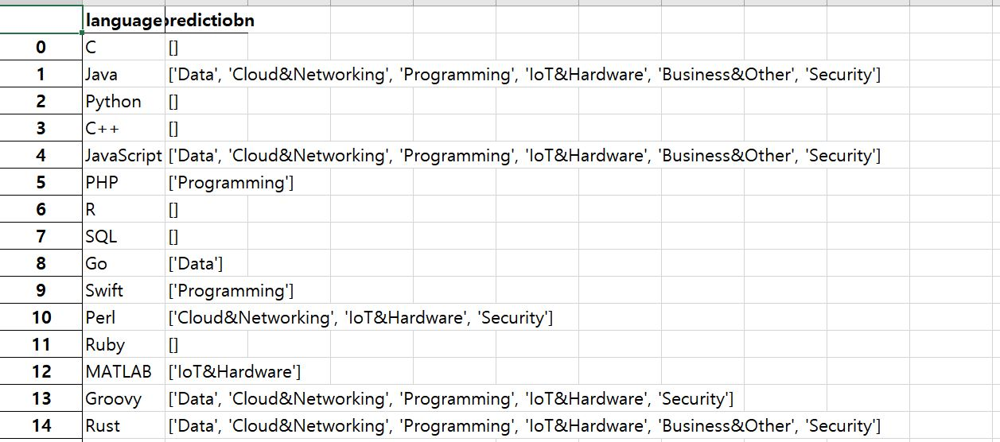 language predictiobn
0 C []
1 Java ['Data', 'Cloud&Networking', 'Programming', 'IoT&Hardware', 'Business&Other', 'Security']
2 Python []
3 C++ []
4 JavaScript ['Data', 'Cloud&Networking', 'Programming', 'IoT&Hardware', 'Business&Other', 'Security']
5 PHP ['Programming']
6 R []
7 SQL []
8 Go ['Data']
9 Swift ['Programming']
10 Perl ['Cloud&Networking', 'IoT&Hardware', 'Security']
11 Ruby []
12 MATLAB ['IoT&Hardware']
13 Groovy ['Data', 'Cloud&Networking', 'Programming', 'IoT&Hardware', 'Security']
14 Rust ['Data', 'Cloud&Networking', 'Programming', 'IoT&Hardware', 'Business&Other', 'Security']